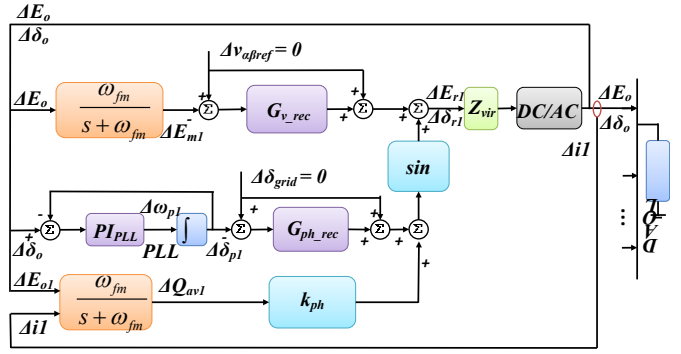 ΔE_o
Δδ_o
Δv_αβref = 0
ΔE_o
ω_fm
s + ω_fm
ΔE_m1
-
+
Σ
G_v_rec
+
+
Σ
+
Σ
+
ΔE_r1
Δδ_r1
Z_vir
DC/AC
ΔE_o
Δδ_o
Δi1
sin
Δδ_grid = 0
-
+
Σ
Δδ_o
PI_PLL
Δω_p1
∫
PLL
Δδ_p1
-
+
Σ
G_ph_rec
+
+
Σ
+
Σ
+
LOAD
...
ΔE_o1
Δi1
ω_fm
s + ω_fm
ΔQ_av1
k_ph